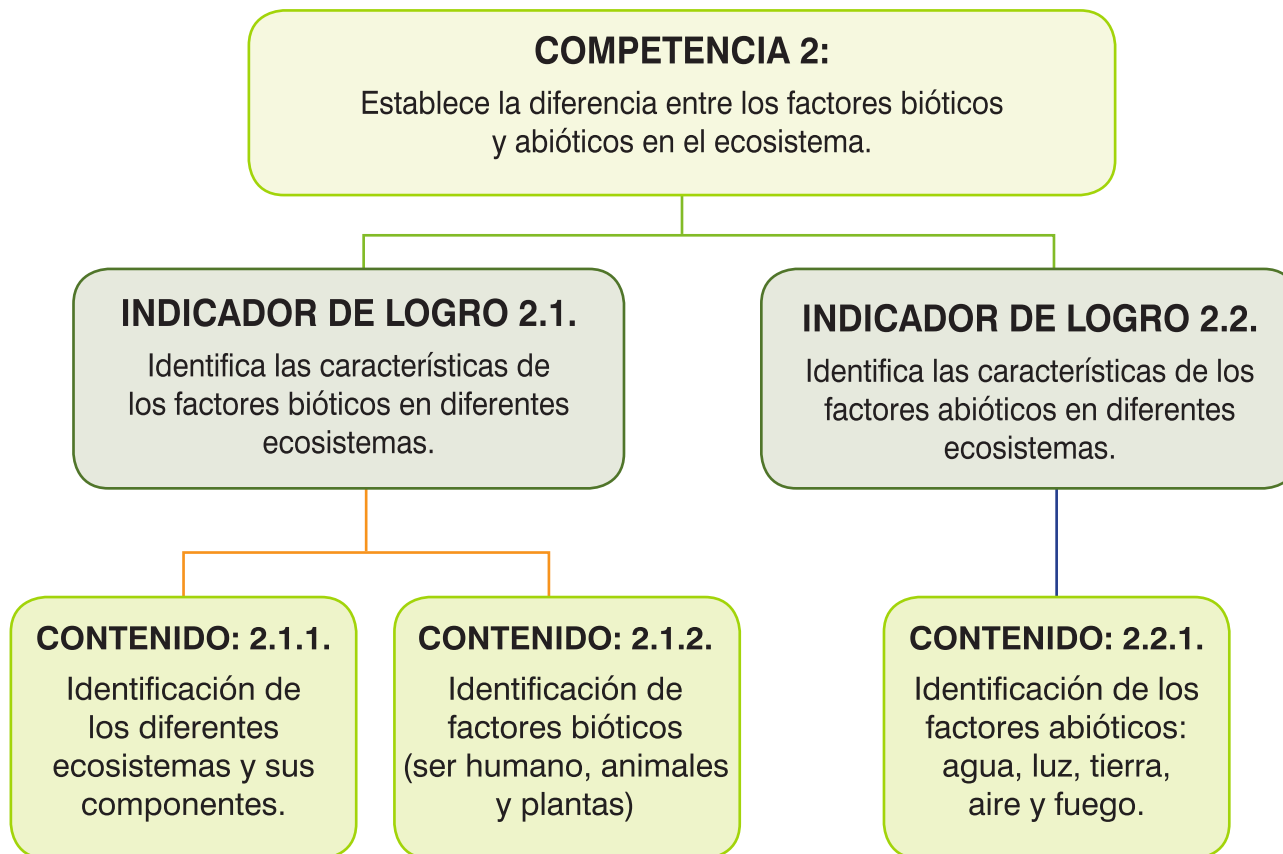 COMPETENCIA 2:
Establece la diferencia entre los factores bióticos
y abióticos en el ecosistema.
INDICADOR DE LOGRO 2.1.
Identifica las características de
los factores bióticos en diferentes
ecosistemas.
INDICADOR DE LOGRO 2.2.
Identifica las características de los
factores abióticos en diferentes
ecosistemas.
CONTENIDO: 2.1.1.
Identificación de
los diferentes
ecosistemas y sus
componentes.
CONTENIDO: 2.1.2.
Identificación de
factores bióticos
(ser humano, animales
y plantas)
CONTENIDO: 2.2.1.
Identificación de los
factores abióticos:
agua, luz, tierra,
aire y fuego.